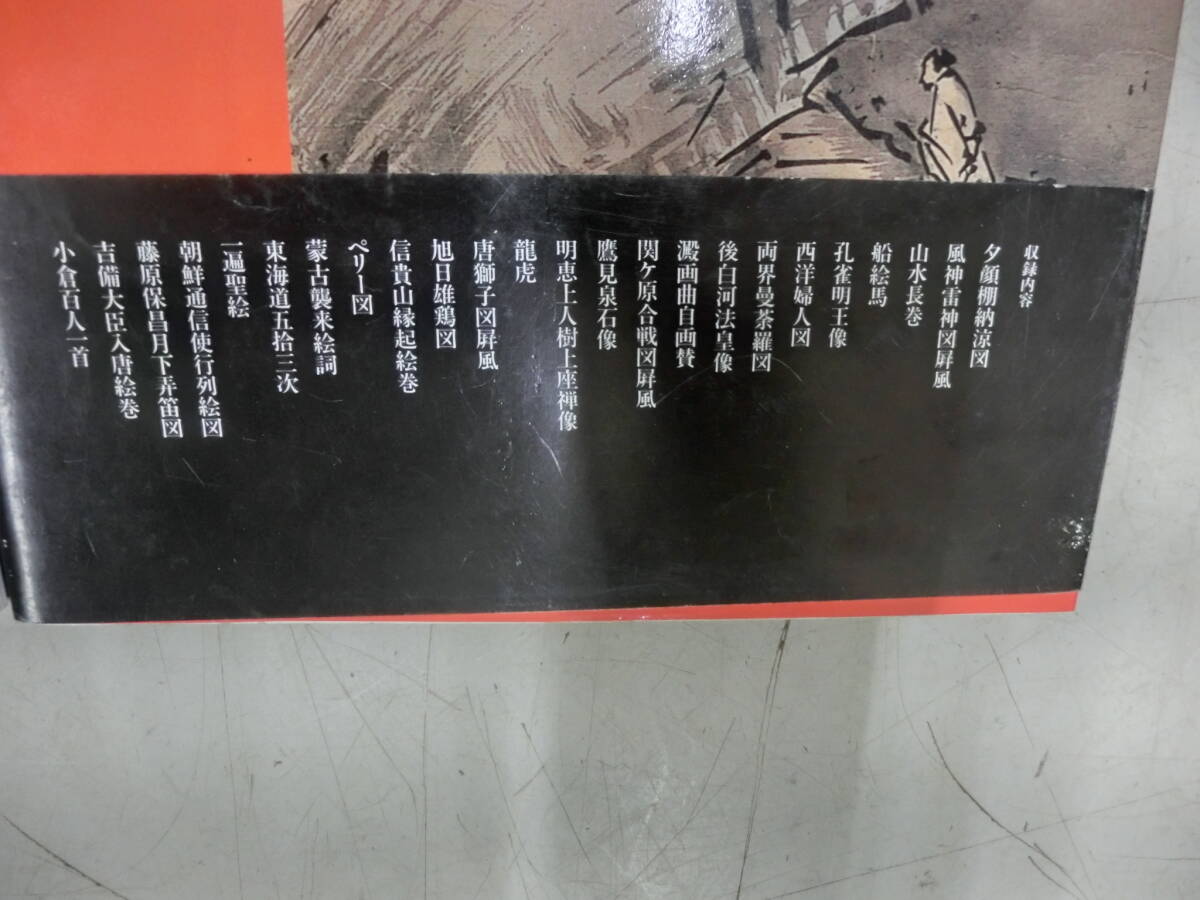 収録内容
夕顔棚納涼図
風神雷神図屛風
山水長巻
船絵馬
孔雀明王像
西洋婦人図
両界曼荼羅図
後白河法皇像
澱画曲自画賛
関ケ原合戦図屛風
鷹見泉石像
明恵上人樹上座禅像
龍虎
唐獅子図屛風
旭日雄鶏図
信貴山縁起絵巻
ペリー図
蒙古襲来絵詞
東海道五拾三次
一遍聖絵
朝鮮通信使行列絵図
藤原保昌月下弄笛図
吉備大臣入唐絵巻
小倉百人一首